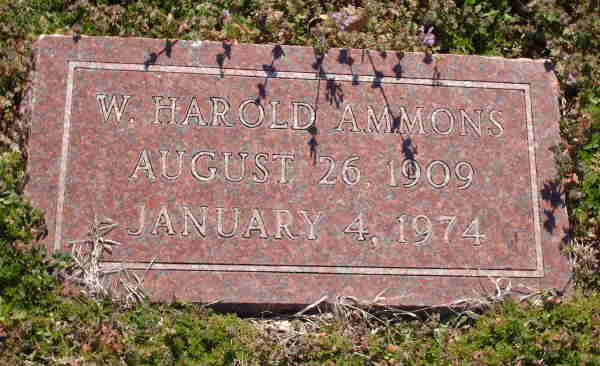 W. HAROLD AMMONS
AUGUST 26, 1909
JANUARY 4, 1974